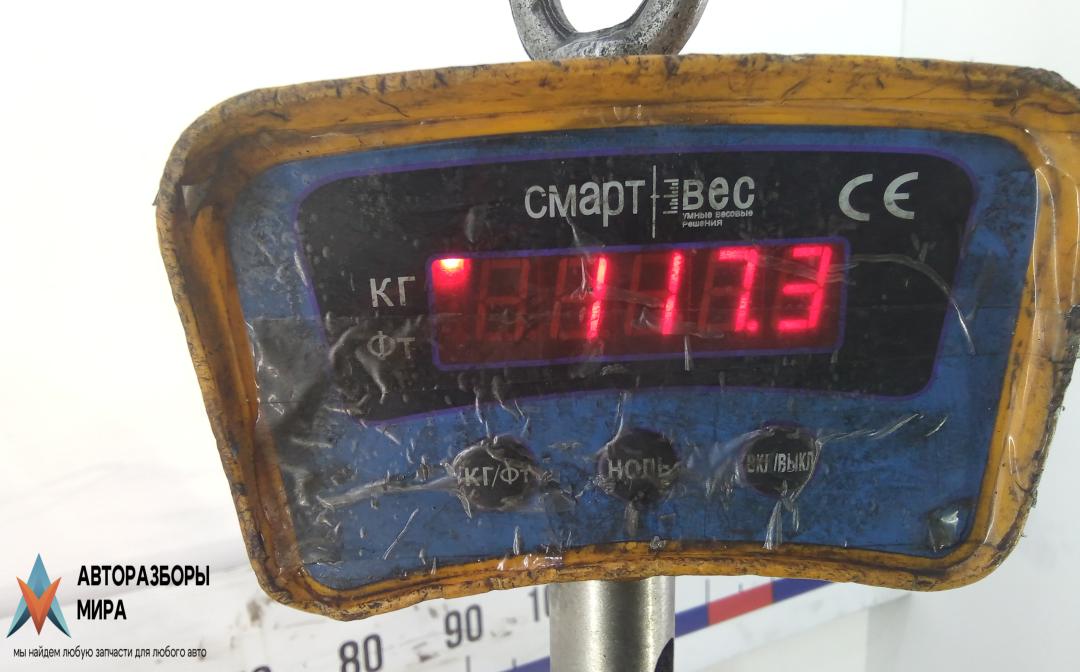 смарт вес
умные весовые
решения
CE
КГ
117.3
ФТ
КГ/ФТ
НОЛЬ
ВКЛ/ВЫКЛ
АВТОРАЗБОРЫ
МИРА
мы найдем любую запчасти для любого авто
80
90